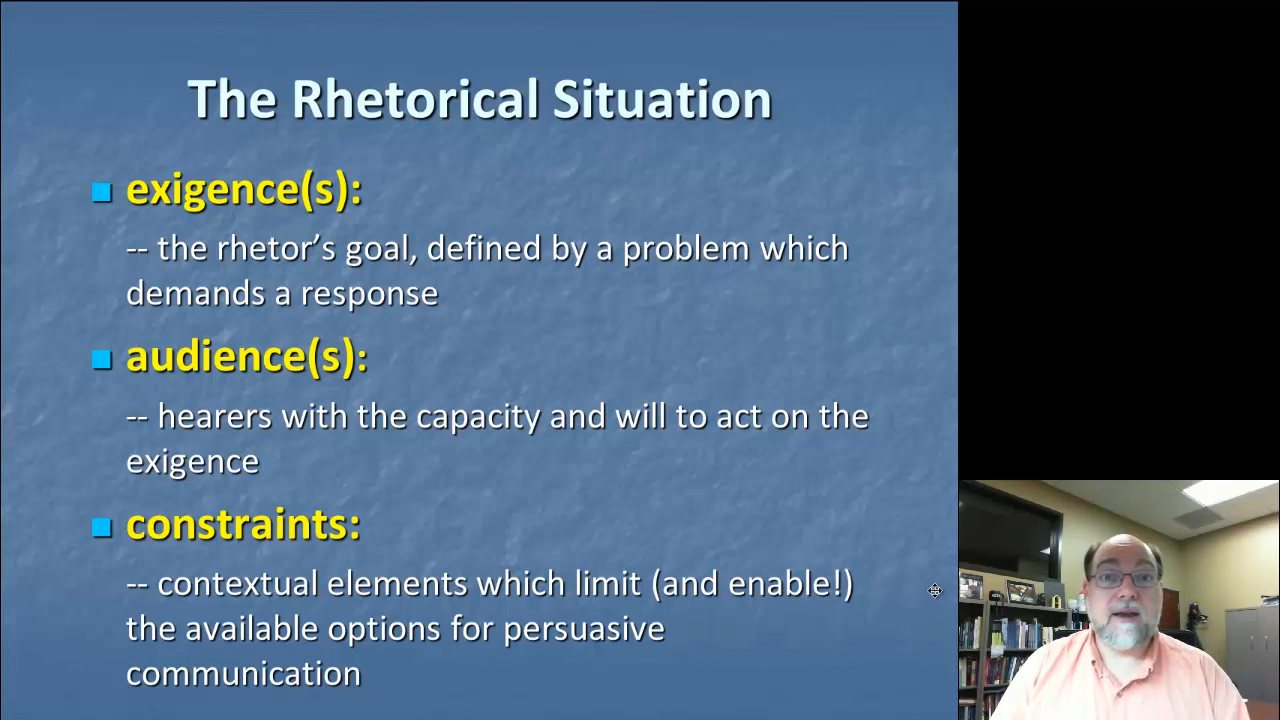 The Rhetorical Situation
exigence(s):
-- the rhetor’s goal, defined by a problem which
demands a response
audience(s):
-- hearers with the capacity and will to act on the
exigence
constraints:
-- contextual elements which limit (and enable!)
the available options for persuasive
communication